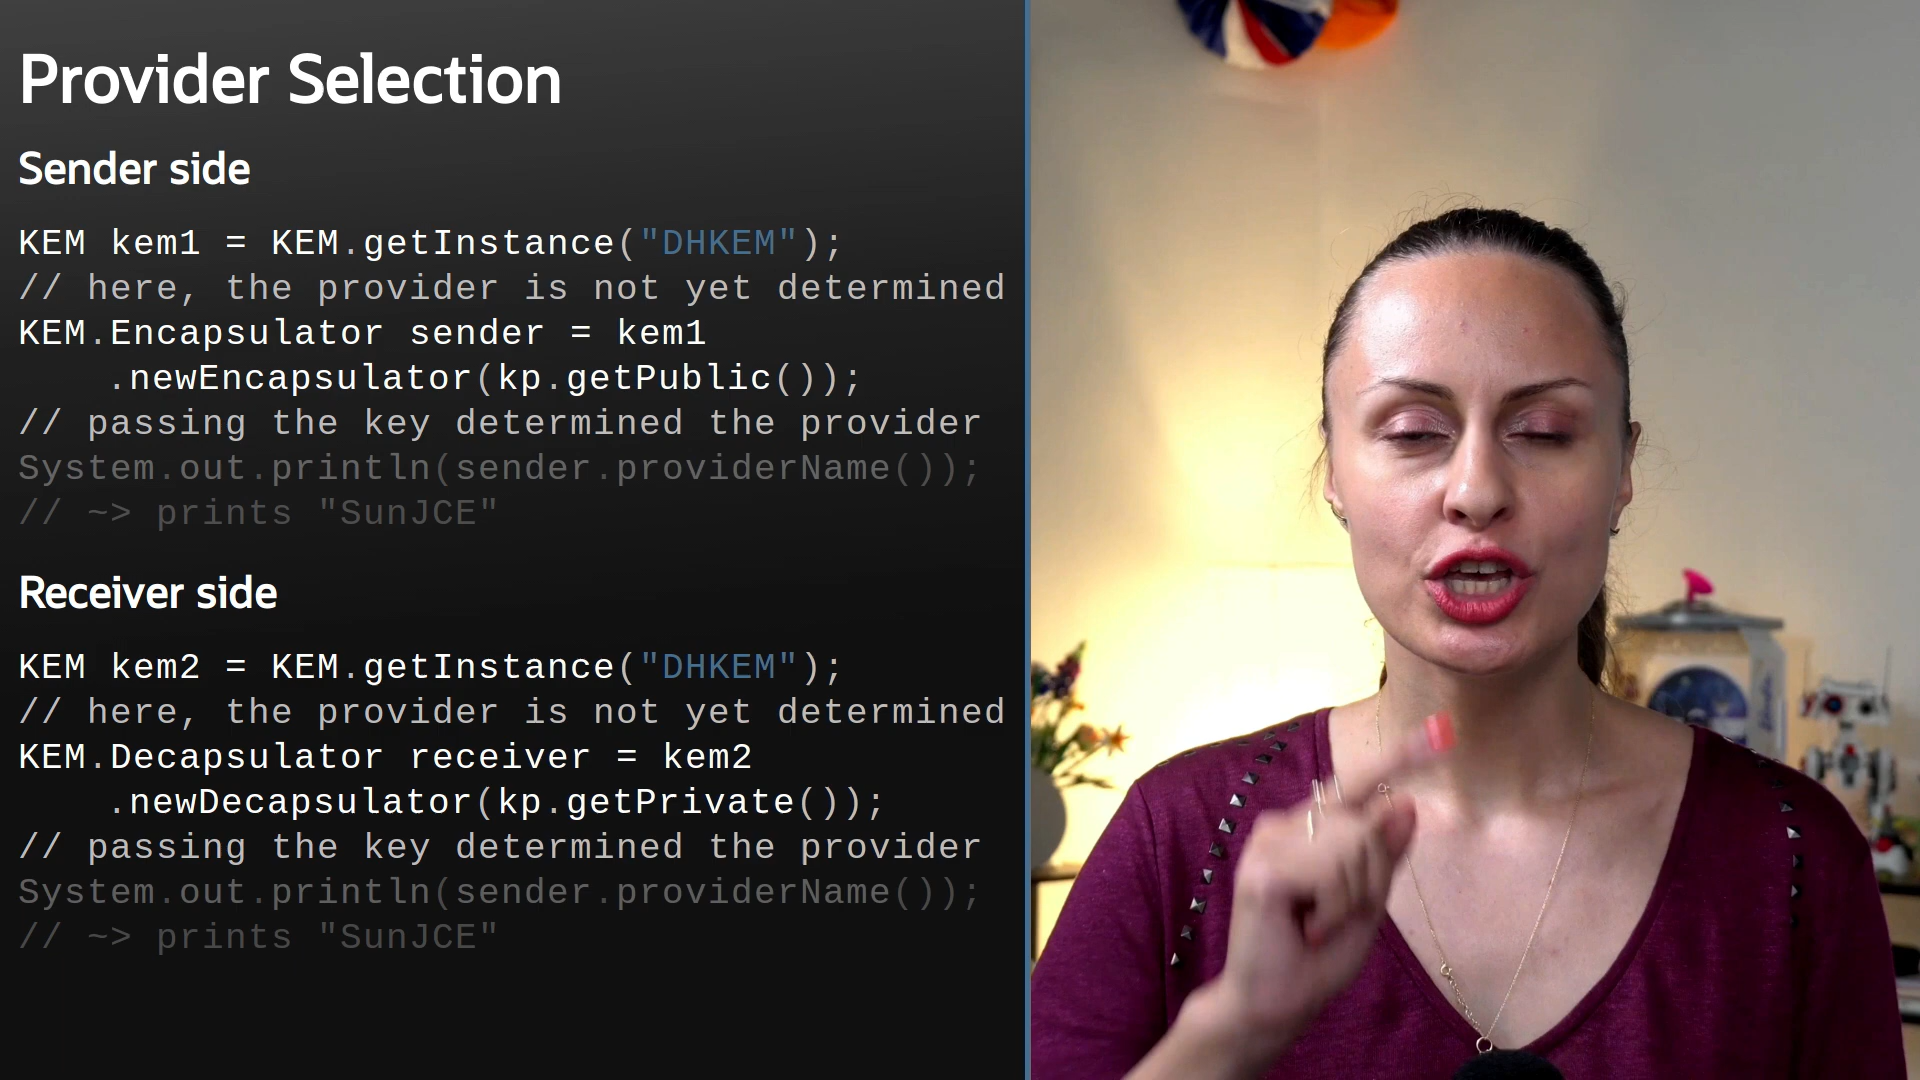 Provider Selection
Sender side
KEM kem1 = KEM.getInstance("DHKEM");
// here, the provider is not yet determined
KEM.Encapsulator sender = kem1
    .newEncapsulator(kp.getPublic());
// passing the key determined the provider
System.out.println(sender.providerName());
// ~> prints "SunJCE"
Receiver side
KEM kem2 = KEM.getInstance("DHKEM");
// here, the provider is not yet determined
KEM.Decapsulator receiver = kem2
    .newDecapsulator(kp.getPrivate());
// passing the key determined the provider
System.out.println(sender.providerName());
// ~> prints "SunJCE"